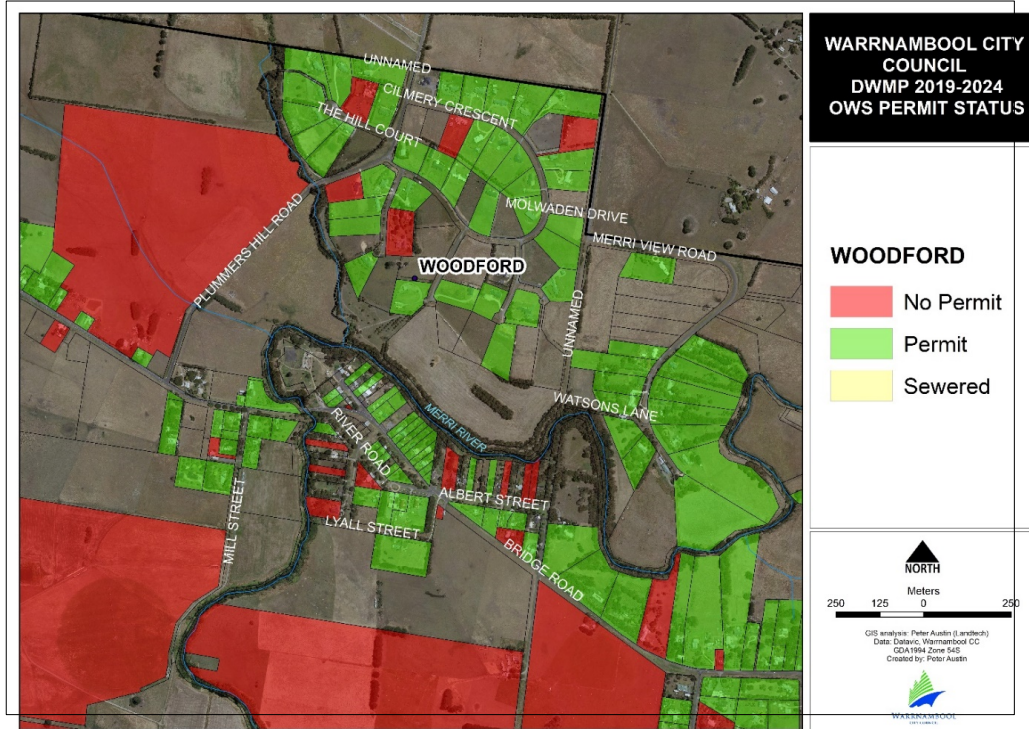 UNNAMED
CILMERY CRESCENT
THE HILL COURT
MOLWADEN DRIVE
MERRI VIEW ROAD
PLUMMERS HILL ROAD
WOODFORD
UNNAMED
WATSONS LANE
MERRI RIVER
RIVER ROAD
ALBERT STREET
LYALL STREET
MILL STREET
BRIDGE ROAD
WARRNAMBOOL CITY
COUNCIL
DWMP 2019-2024
OWS PERMIT STATUS
WOODFORD
No Permit
Permit
Sewered
NORTH
Meters
250 125 0 250
GIS analysis: Peter Austin (Landtech)
Data: Datavic, Warrnambool CC
GDA1994 Zone 54S
Created by: Peter Austin
WARRNAMBOOL
CITY COUNCIL